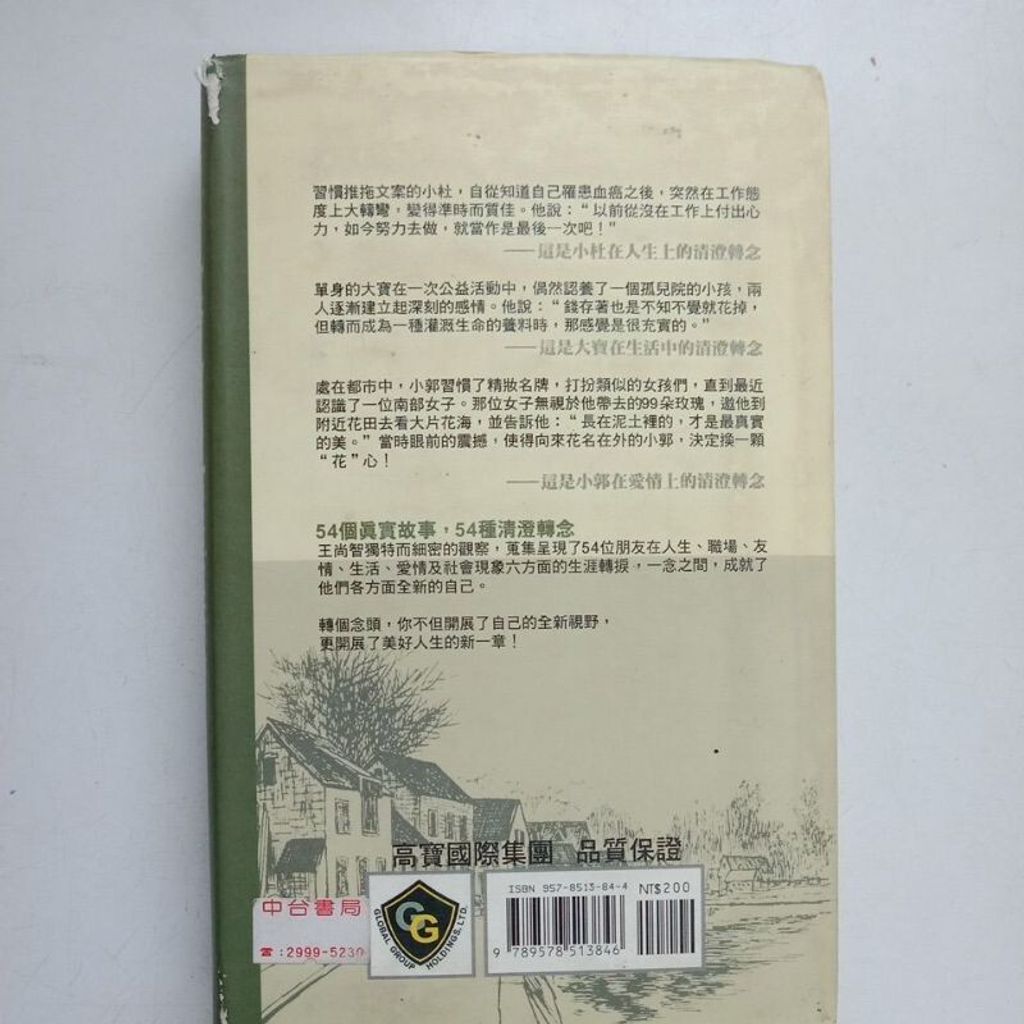 習慣推拖文案的小杜，自從知道自己罹患血癌之後，突然在工作態
度上大轉彎，變得準時而質佳。他說：“以前從沒在工作上付出心
力，如今努力去做，就當作是最後一次吧！”
——這是小杜在人生上的清澄轉念
單身的大寶在一次公益活動中，偶然認養了一個孤兒院的小孩，兩
人逐漸建立起深刻的感情。他說：“錢存著也是不知不覺就花掉，
但轉而成為一種灌溉生命的養料時，那感覺是很充實的。”
——這是大寶在生活中的清澄轉念
處在都市中，小郭習慣了精妝名牌，打扮類似的女孩們，直到最近
認識了一位南部女子。那位女子無視於他帶去的99朵玫瑰，邀他到
附近花田去看大片花海，並告訴他：“長在泥土裡的，才是最真實
的美。”當時眼前的震撼，使得向來花名在外的小郭，決定換一顆
“花”心！
——這是小郭在愛情上的清澄轉念
54個真實故事，54種清澄轉念
王尚智獨特而細密的觀察，蒐集呈現了54位朋友在人生、職場、友
情、生活、愛情及社會現象六方面的生涯轉捩，一念之間，成就了
他們各方面全新的自己。
轉個念頭，你不但開展了自己的全新視野，
更開展了美好人生的新一章！
高寶國際集團 品質保證
中台書局
☎:2999-5230
GG
GLOBAL GROUP HOLDINGS, LTD.
ISBN 957-8513-84-4 NT$200
9 789578 513846